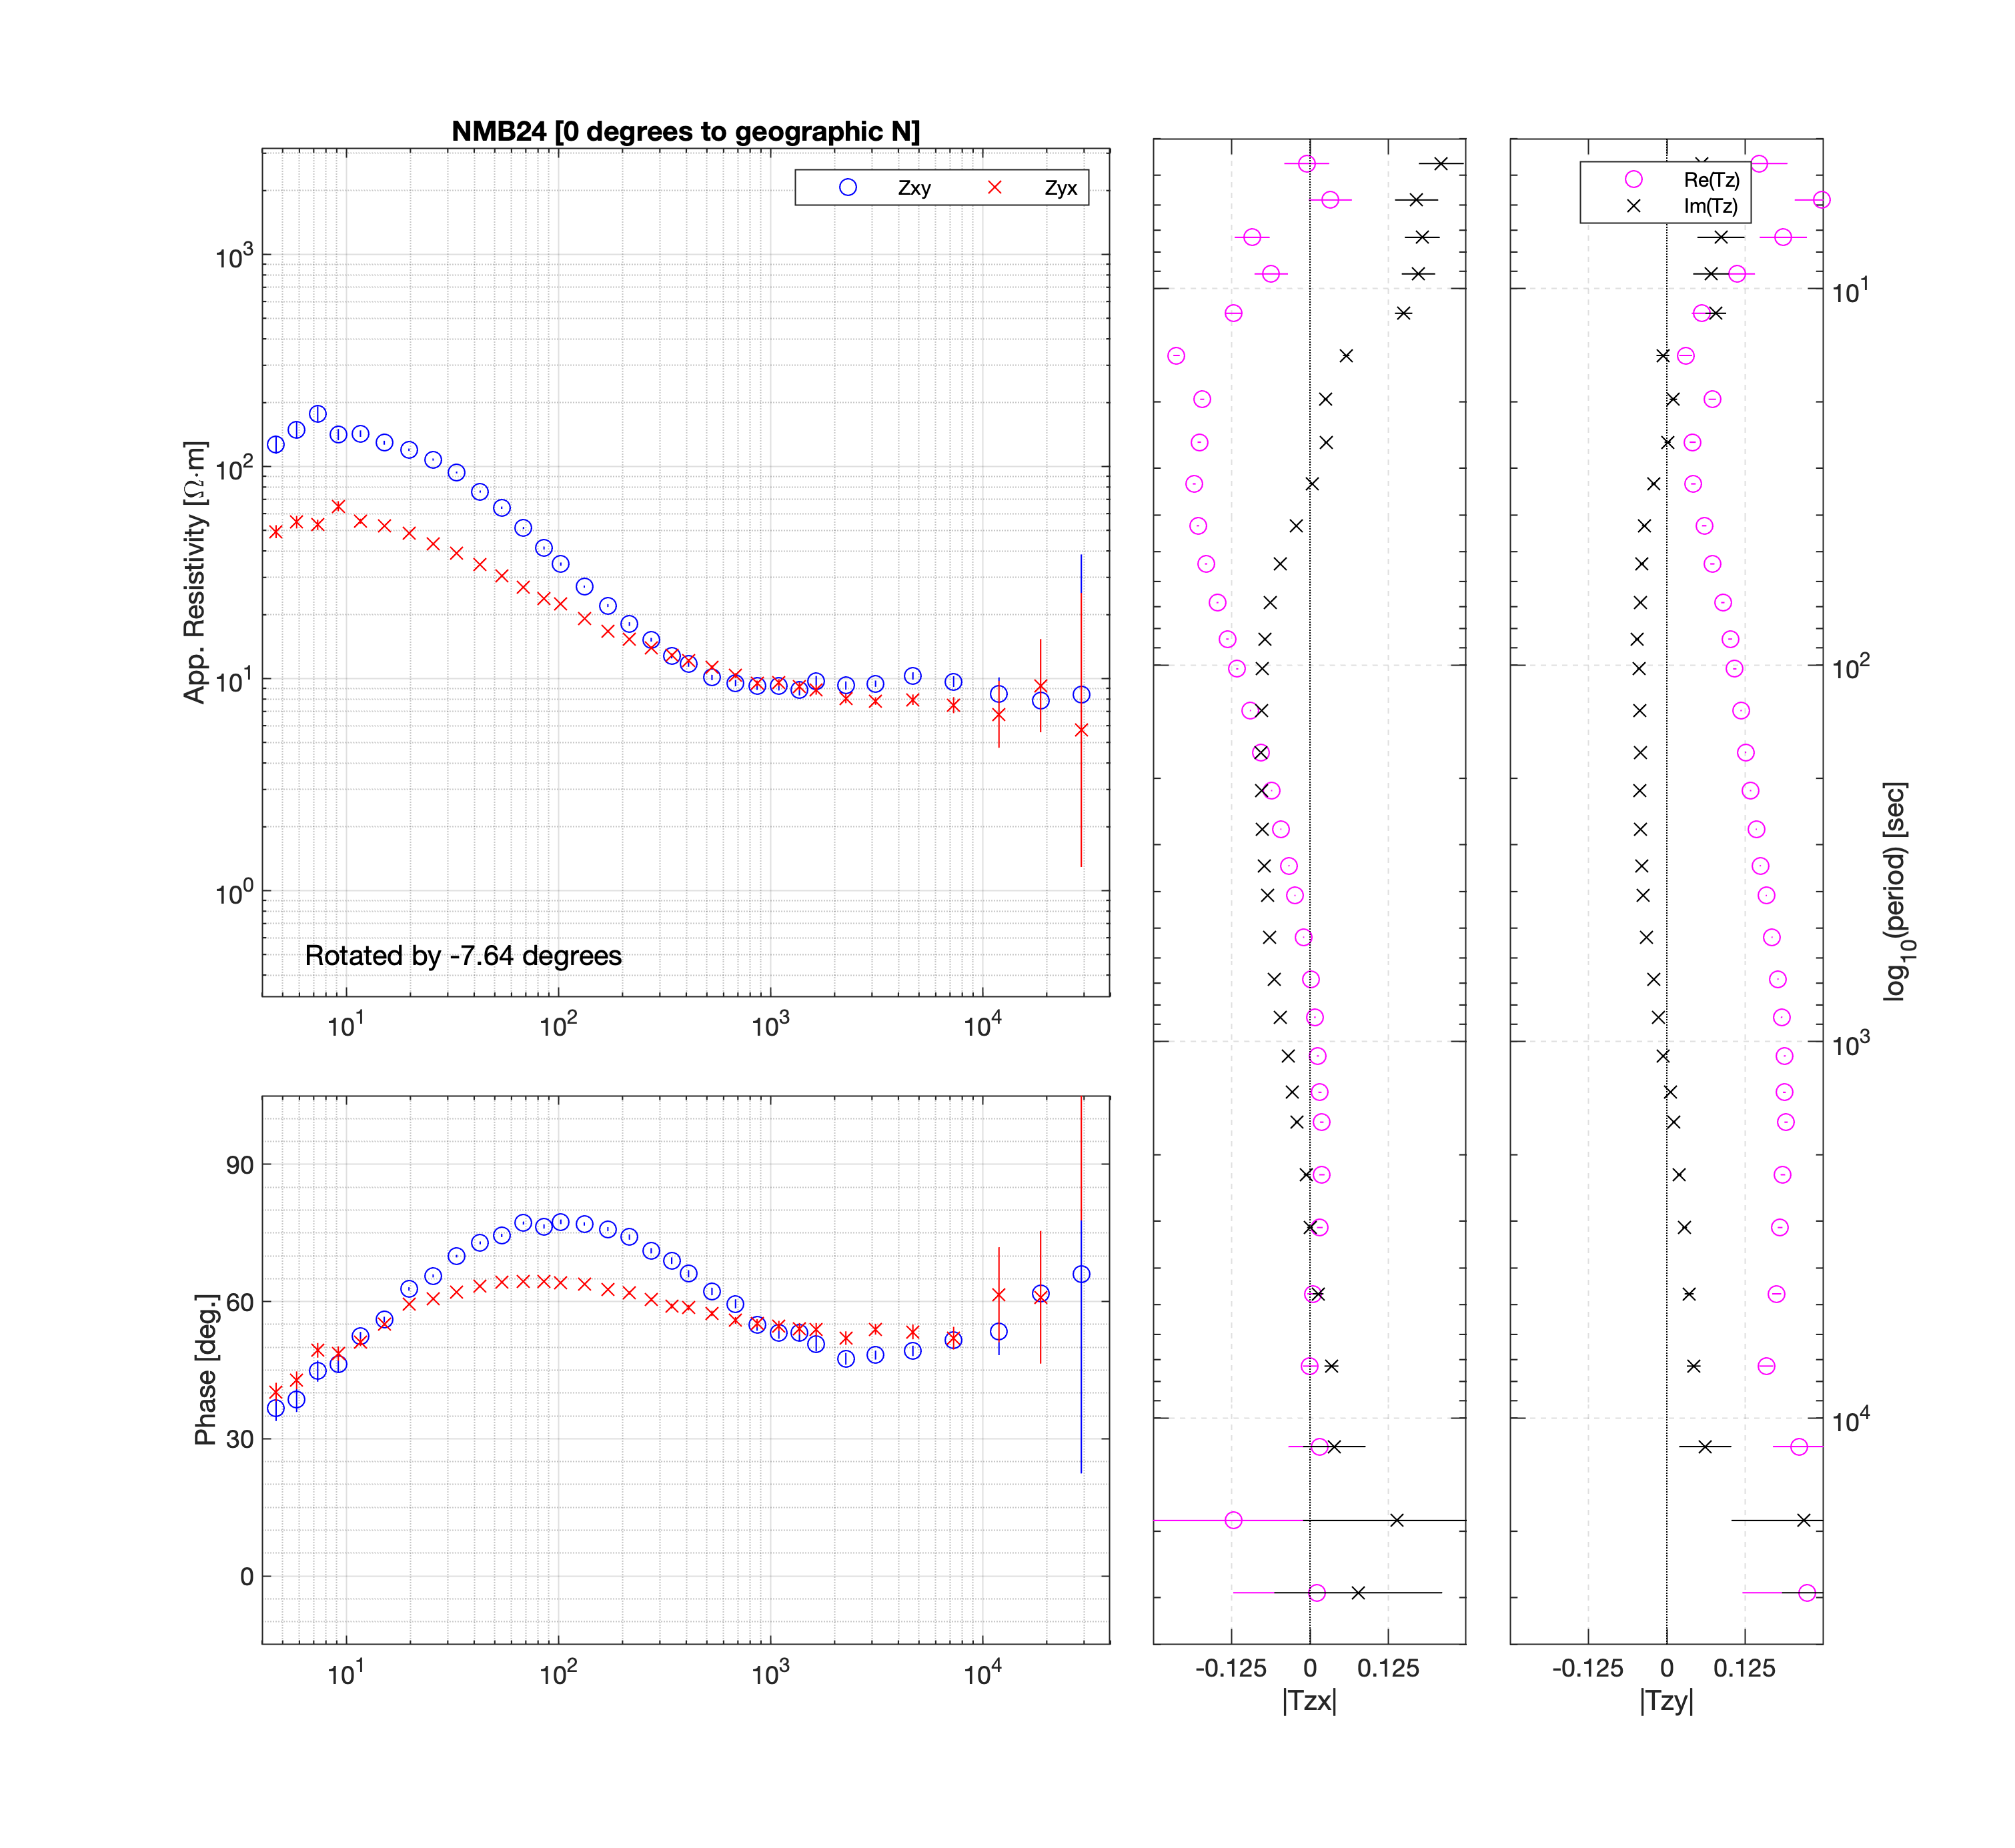 NMB24 [0 degrees to geographic N]
Zxy Zyx
App. Resistivity [Ω·m]
10³
10²
10¹
10⁰
Rotated by -7.64 degrees
10¹ 10² 10³ 10⁴
Phase [deg.]
90
60
30
0
10¹ 10² 10³ 10⁴
-0.125 0 0.125
|Tzx|
Re(Tz)
Im(Tz)
10¹
10²
10³
10⁴
log₁₀(period) [sec]
-0.125 0 0.125
|Tzy|